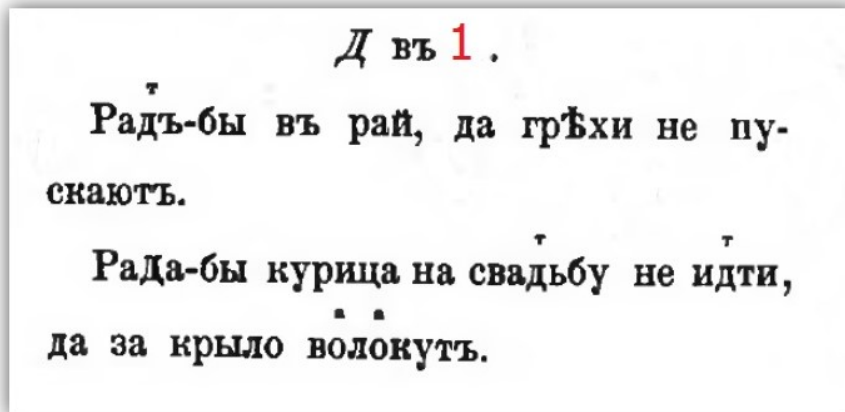 Д въ 1 .
т
Радъ-бы въ рай, да грѣхи не пу-
скаютъ.
т т
Рада-бы курица на свадьбу не идти,
а а
да за крыло волокутъ.